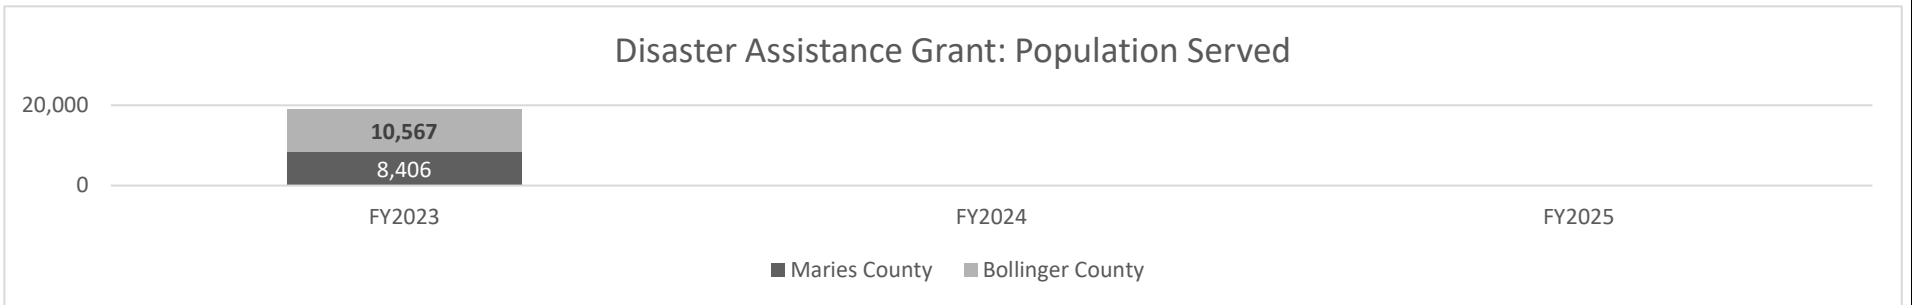 Disaster Assistance Grant: Population Served
20,000
10,567
8,406
0
FY2023 FY2024 FY2025
Maries County Bollinger County